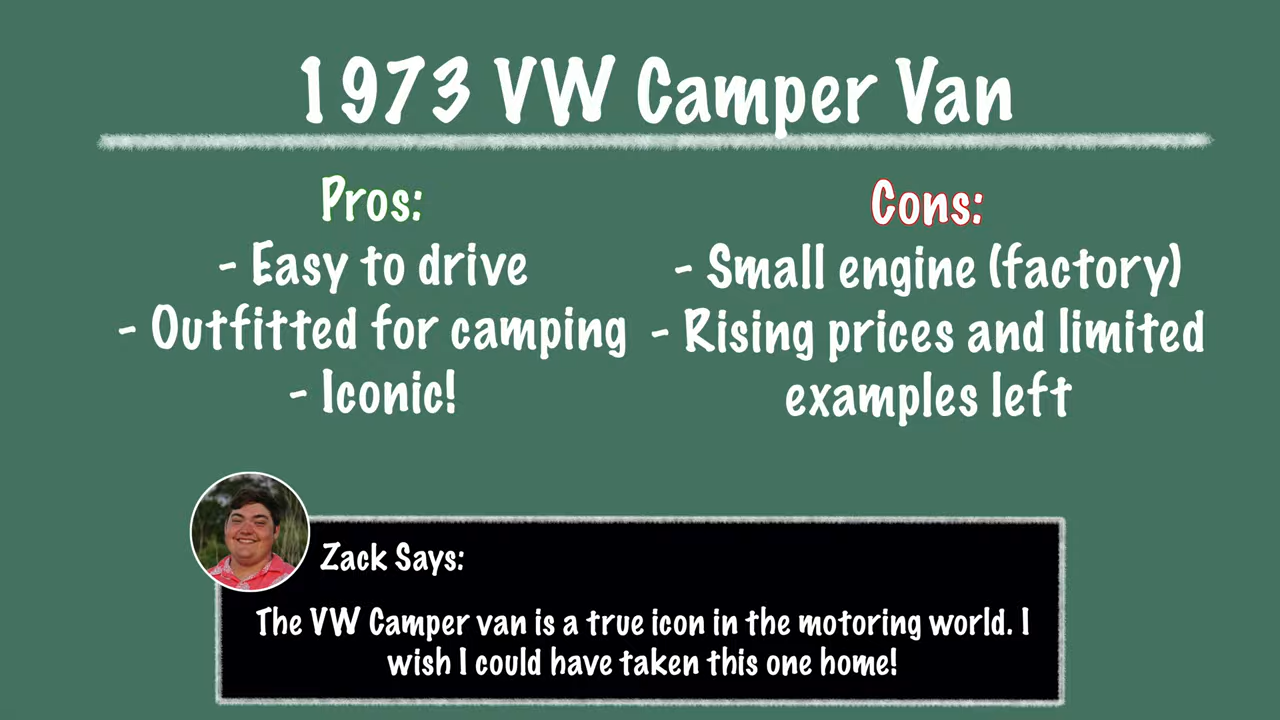 1973 VW Camper Van
Pros:
- Easy to drive
- Outfitted for camping
- Iconic!
Cons:
- Small engine (factory)
- Rising prices and limited
examples left
Zack Says:
The VW Camper van is a true icon in the motoring world. I
wish I could have taken this one home!